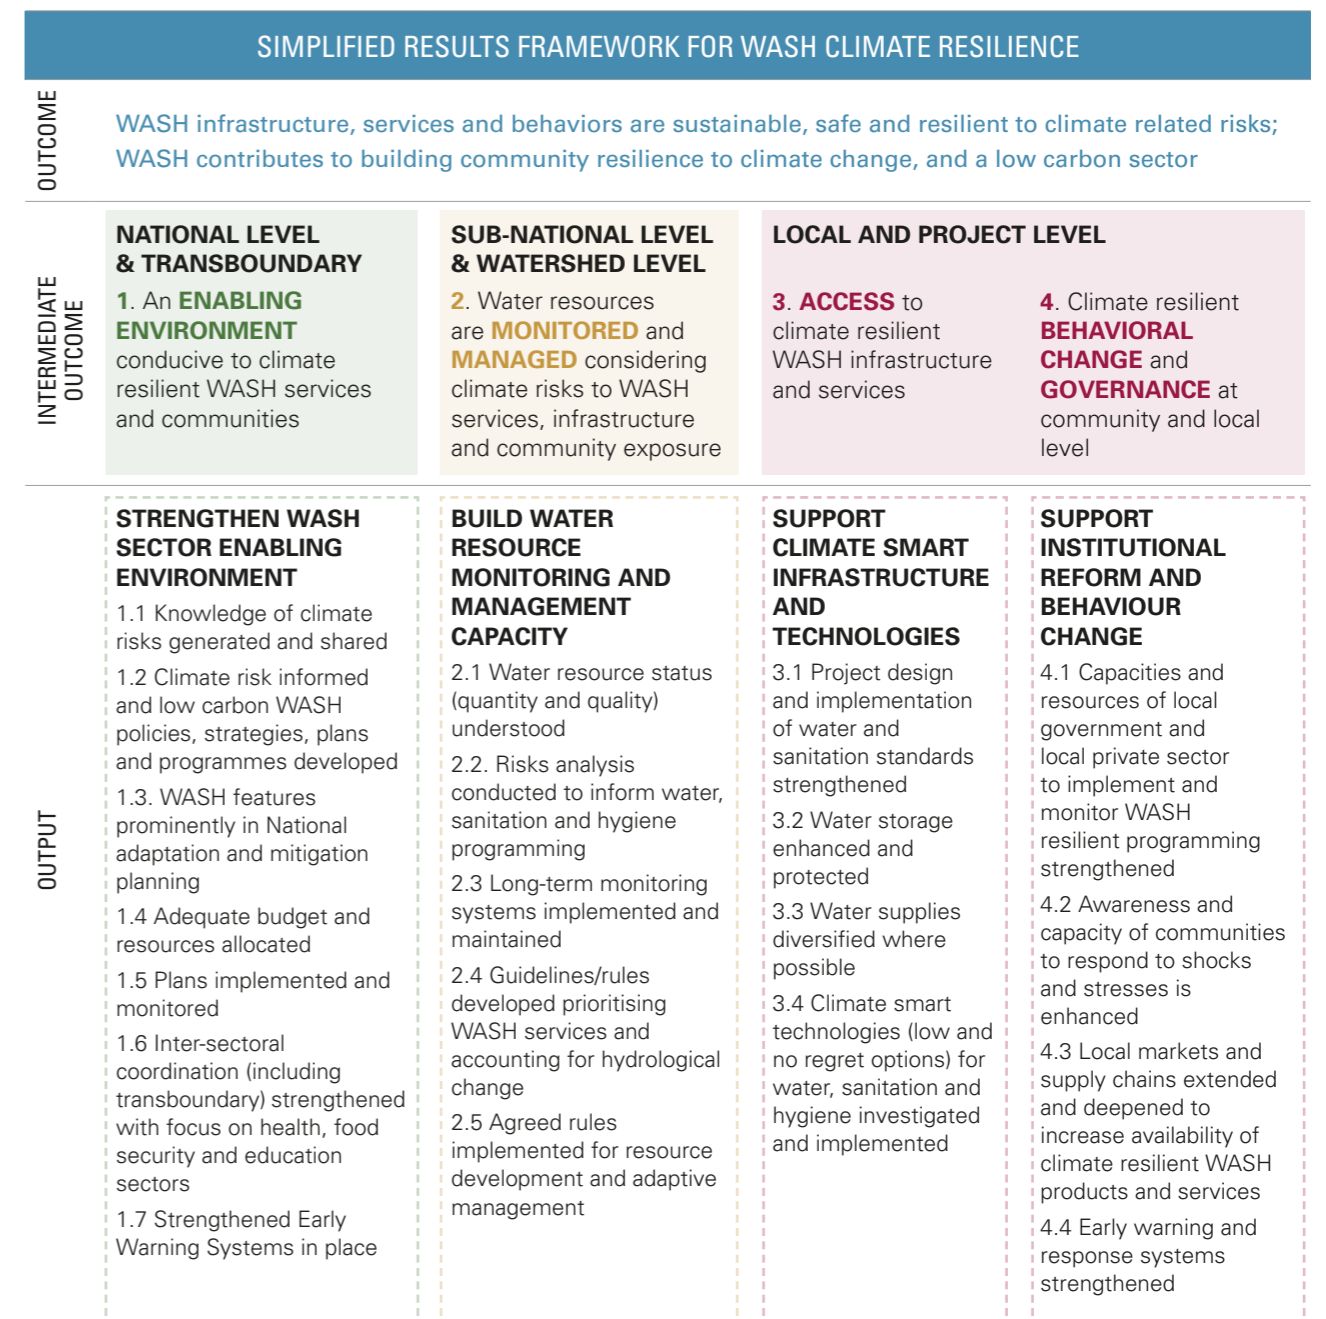 SIMPLIFIED RESULTS FRAMEWORK FOR WASH CLIMATE RESILIENCE
OUTCOME
WASH infrastructure, services and behaviors are sustainable, safe and resilient to climate related risks;
WASH contributes to building community resilience to climate change, and a low carbon sector
INTERMEDIATE
OUTCOME
NATIONAL LEVEL
& TRANSBOUNDARY
1. An ENABLING
ENVIRONMENT
conducive to climate
resilient WASH services
and communities
SUB-NATIONAL LEVEL
& WATERSHED LEVEL
2. Water resources
are MONITORED and
MANAGED considering
climate risks to WASH
services, infrastructure
and community exposure
LOCAL AND PROJECT LEVEL
3. ACCESS to
climate resilient
WASH infrastructure
and services
4. Climate resilient
BEHAVIORAL
CHANGE and
GOVERNANCE at
community and local
level
OUTPUT
STRENGTHEN WASH
SECTOR ENABLING
ENVIRONMENT
1.1 Knowledge of climate
risks generated and shared
1.2 Climate risk informed
and low carbon WASH
policies, strategies, plans
and programmes developed
1.3. WASH features
prominently in National
adaptation and mitigation
planning
1.4 Adequate budget and
resources allocated
1.5 Plans implemented and
monitored
1.6 Inter-sectoral
coordination (including
transboundary) strengthened
with focus on health, food
security and education
sectors
1.7 Strengthened Early
Warning Systems in place
BUILD WATER
RESOURCE
MONITORING AND
MANAGEMENT
CAPACITY
2.1 Water resource status
(quantity and quality)
understood
2.2. Risks analysis
conducted to inform water,
sanitation and hygiene
programming
2.3 Long-term monitoring
systems implemented and
maintained
2.4 Guidelines/rules
developed prioritising
WASH services and
accounting for hydrological
change
2.5 Agreed rules
implemented for resource
development and adaptive
management
SUPPORT
CLIMATE SMART
INFRASTRUCTURE
AND
TECHNOLOGIES
3.1 Project design
and implementation
of water and
sanitation standards
strengthened
3.2 Water storage
enhanced and
protected
3.3 Water supplies
diversified where
possible
3.4 Climate smart
technologies (low and
no regret options) for
water, sanitation and
hygiene investigated
and implemented
SUPPORT
INSTITUTIONAL
REFORM AND
BEHAVIOUR
CHANGE
4.1 Capacities and
resources of local
government and
local private sector
to implement and
monitor WASH
resilient programming
strengthened
4.2 Awareness and
capacity of communities
to respond to shocks
and stresses is
enhanced
4.3 Local markets and
supply chains extended
and deepened to
increase availability of
climate resilient WASH
products and services
4.4 Early warning and
response systems
strengthened